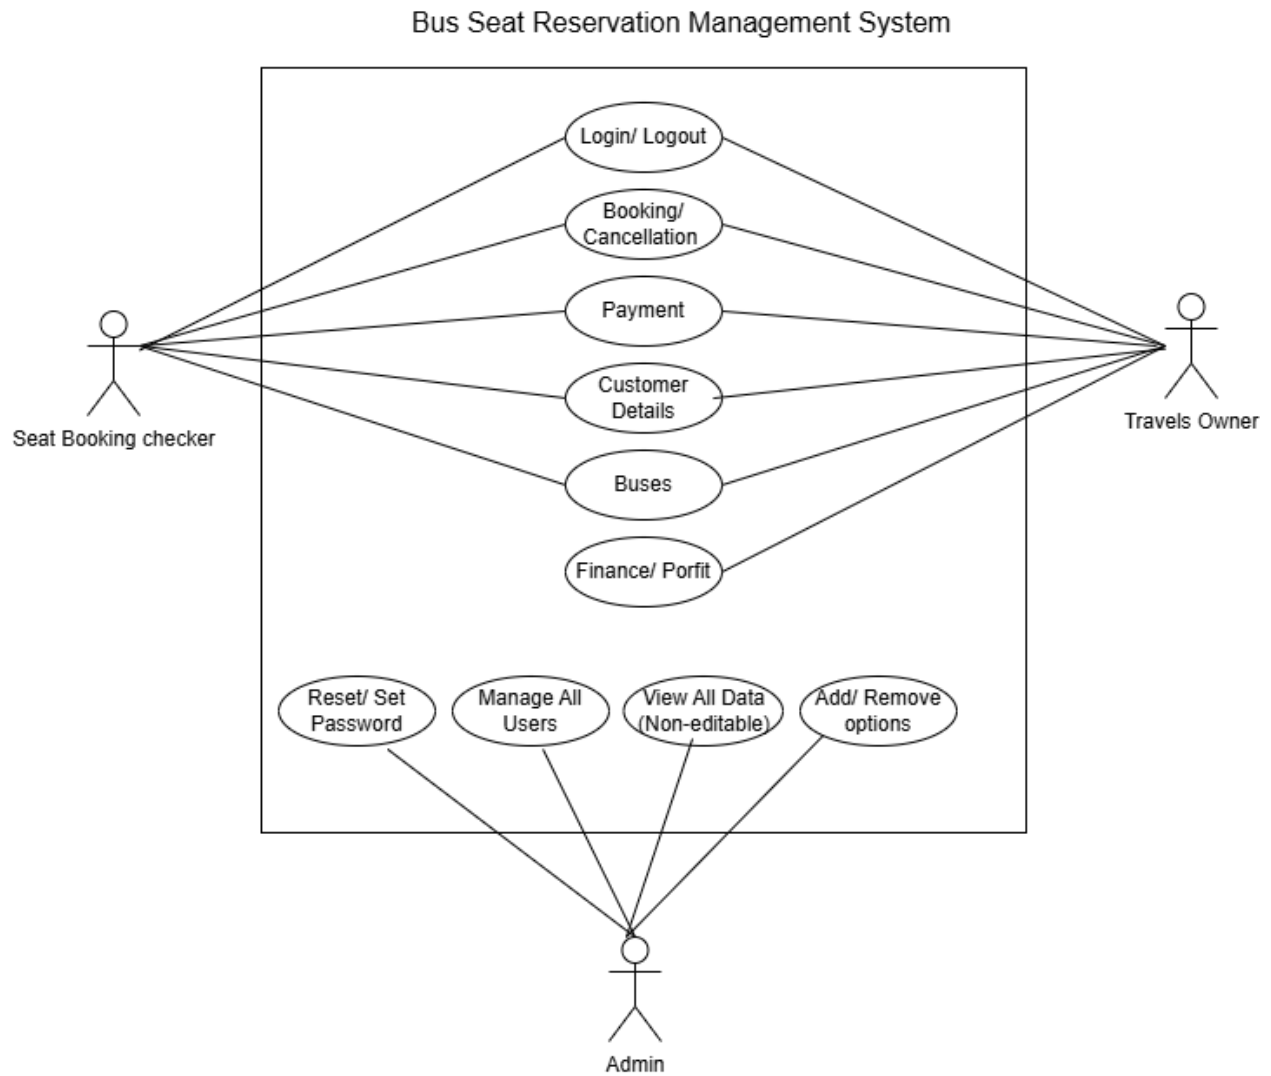 Bus Seat Reservation Management System
Login/ Logout
Booking/
Cancellation
Payment
Customer
Details
Buses
Finance/ Porfit
Seat Booking checker
Travels Owner
Reset/ Set
Password
Manage All
Users
View All Data
(Non-editable)
Add/ Remove
options
Admin